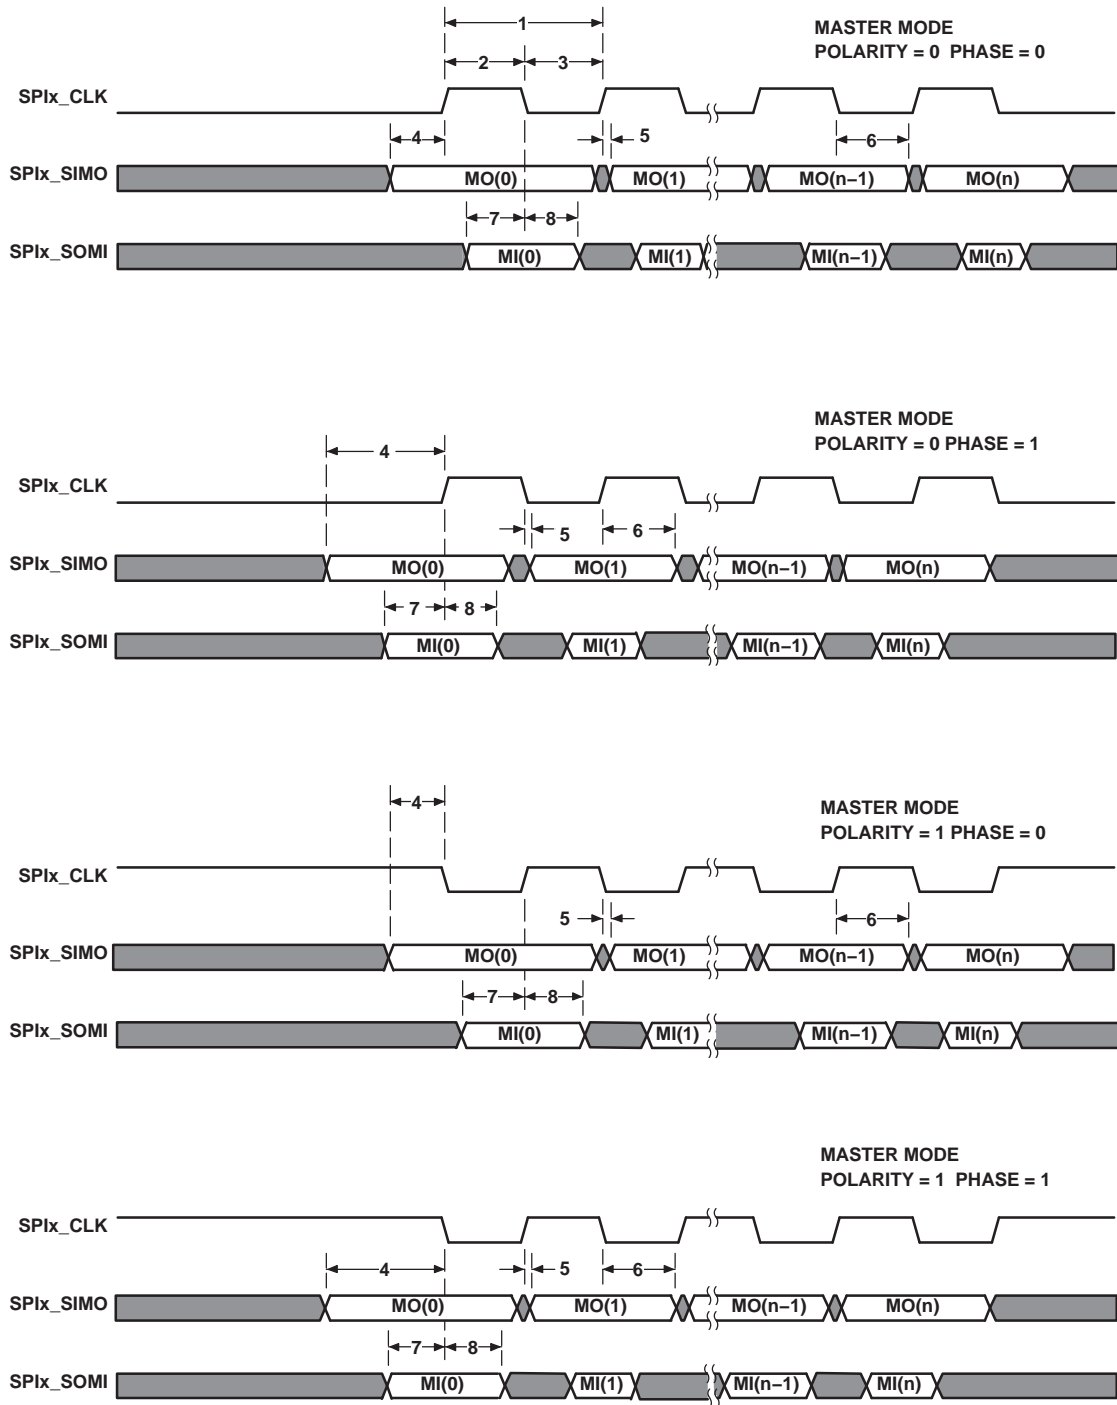 1
MASTER MODE
POLARITY = 0 PHASE = 0
2
3
SPIx_CLK
4
5
6
SPIx_SIMO
MO(0)
MO(1)
MO(n−1)
MO(n)
7
8
SPIx_SOMI
MI(0)
MI(1)
MI(n−1)
MI(n)
MASTER MODE
POLARITY = 0 PHASE = 1
4
SPIx_CLK
5
6
SPIx_SIMO
MO(0)
MO(1)
MO(n−1)
MO(n)
7
8
SPIx_SOMI
MI(0)
MI(1)
MI(n−1)
MI(n)
4
MASTER MODE
POLARITY = 1 PHASE = 0
SPIx_CLK
5
6
SPIx_SIMO
MO(0)
MO(1)
MO(n−1)
MO(n)
7
8
SPIx_SOMI
MI(0)
MI(1)
MI(n−1)
MI(n)
MASTER MODE
POLARITY = 1 PHASE = 1
SPIx_CLK
4
5
6
SPIx_SIMO
MO(0)
MO(1)
MO(n−1)
MO(n)
7
8
SPIx_SOMI
MI(0)
MI(1)
MI(n−1)
MI(n)